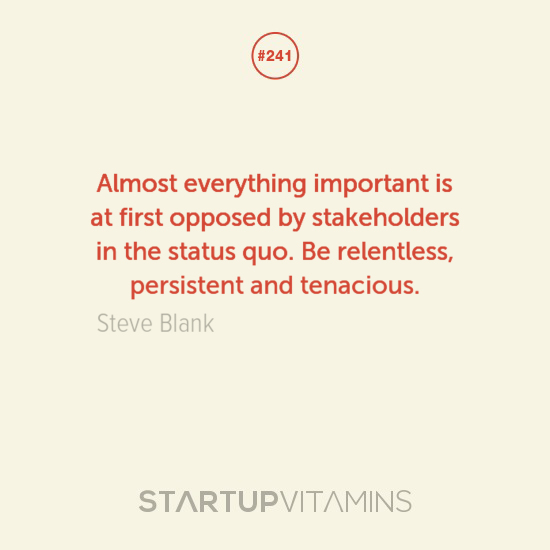 #241
Almost everything important is
at first opposed by stakeholders
in the status quo. Be relentless,
persistent and tenacious.
Steve Blank
STARTUPVITAMINS